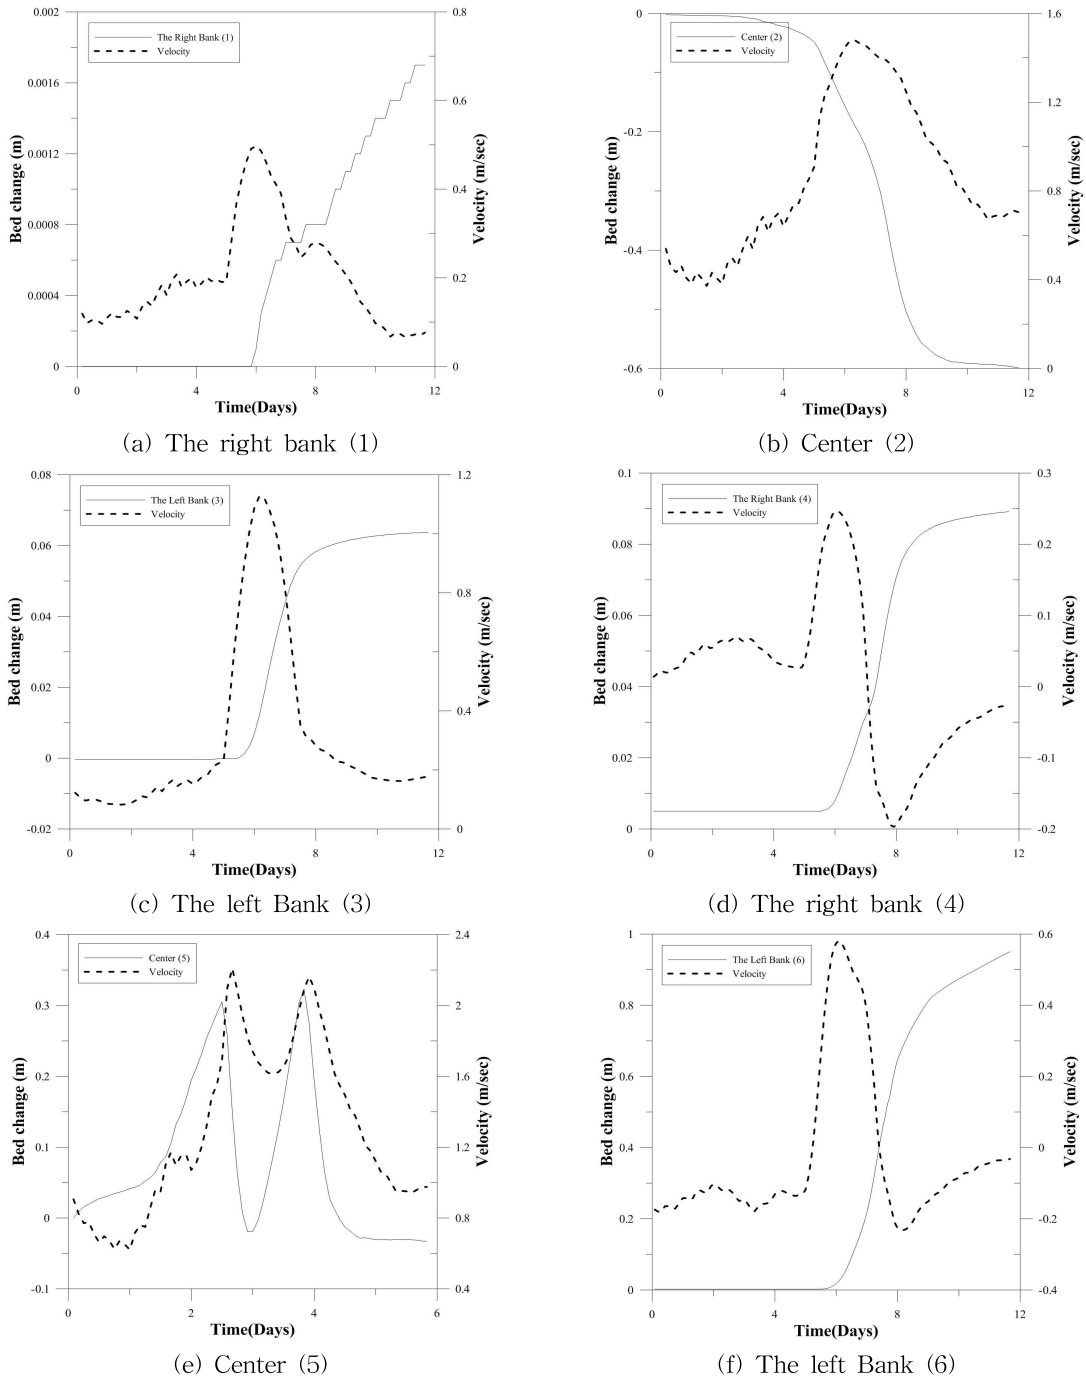 0.002
0.0016
0.0012
0.0008
0.0004
0
Bed change (m)
The Right Bank (1)
Velocity
0.8
0.6
0.4
0.2
0
Velocity (m/sec)
0
4
8
12
Time(Days)
(a) The right bank (1)
0
-0.2
-0.4
-0.6
Bed change (m)
Center (2)
Velocity
1.6
1.2
0.8
0.4
0
Velocity (m/sec)
0
4
8
12
Time(Days)
(b) Center (2)
0.08
0.06
0.04
0.02
0
-0.02
Bed change (m)
The Left Bank (3)
Velocity
1.2
0.8
0.4
0
Velocity (m/sec)
0
4
8
12
Time(Days)
(c) The left Bank (3)
0.1
0.08
0.06
0.04
0.02
0
Bed change (m)
The Right Bank (4)
Velocity
0.3
0.2
0.1
0
-0.1
-0.2
Velocity (m/sec)
0
4
8
12
Time(Days)
(d) The right bank (4)
0.4
0.3
0.2
0.1
0
-0.1
Bed change (m)
Center (5)
Velocity
2.4
2
1.6
1.2
0.8
0.4
Velocity (m/sec)
0
2
4
6
Time(Days)
(e) Center (5)
1
0.8
0.6
0.4
0.2
0
Bed change (m)
The Left Bank (6)
Velocity
0.6
0.4
0.2
0
-0.2
-0.4
Velocity (m/sec)
0
4
8
12
Time(Days)
(f) The left Bank (6)